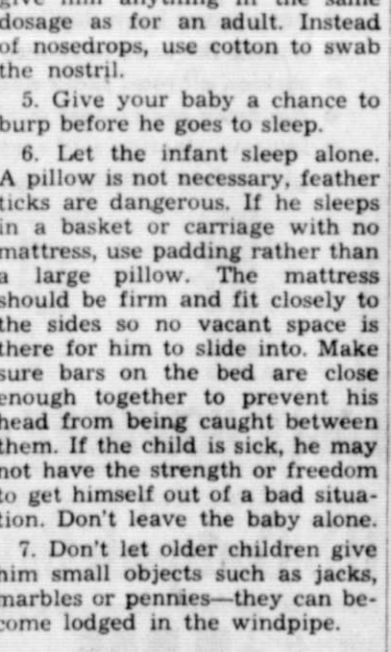 give him anything in the same
dosage as for an adult. Instead
of nosedrops, use cotton to swab
the nostril.
5. Give your baby a chance to
burp before he goes to sleep.
6. Let the infant sleep alone.
A pillow is not necessary, feather
ticks are dangerous. If he sleeps
in a basket or carriage with no
mattress, use padding rather than
a large pillow. The mattress
should be firm and fit closely to
the sides so no vacant space is
there for him to slide into. Make
sure bars on the bed are close
enough together to prevent his
head from being caught between
them. If the child is sick, he may
not have the strength or freedom
to get himself out of a bad situa-
tion. Don't leave the baby alone.
7. Don't let older children give
him small objects such as jacks,
marbles or pennies—they can be-
come lodged in the windpipe.